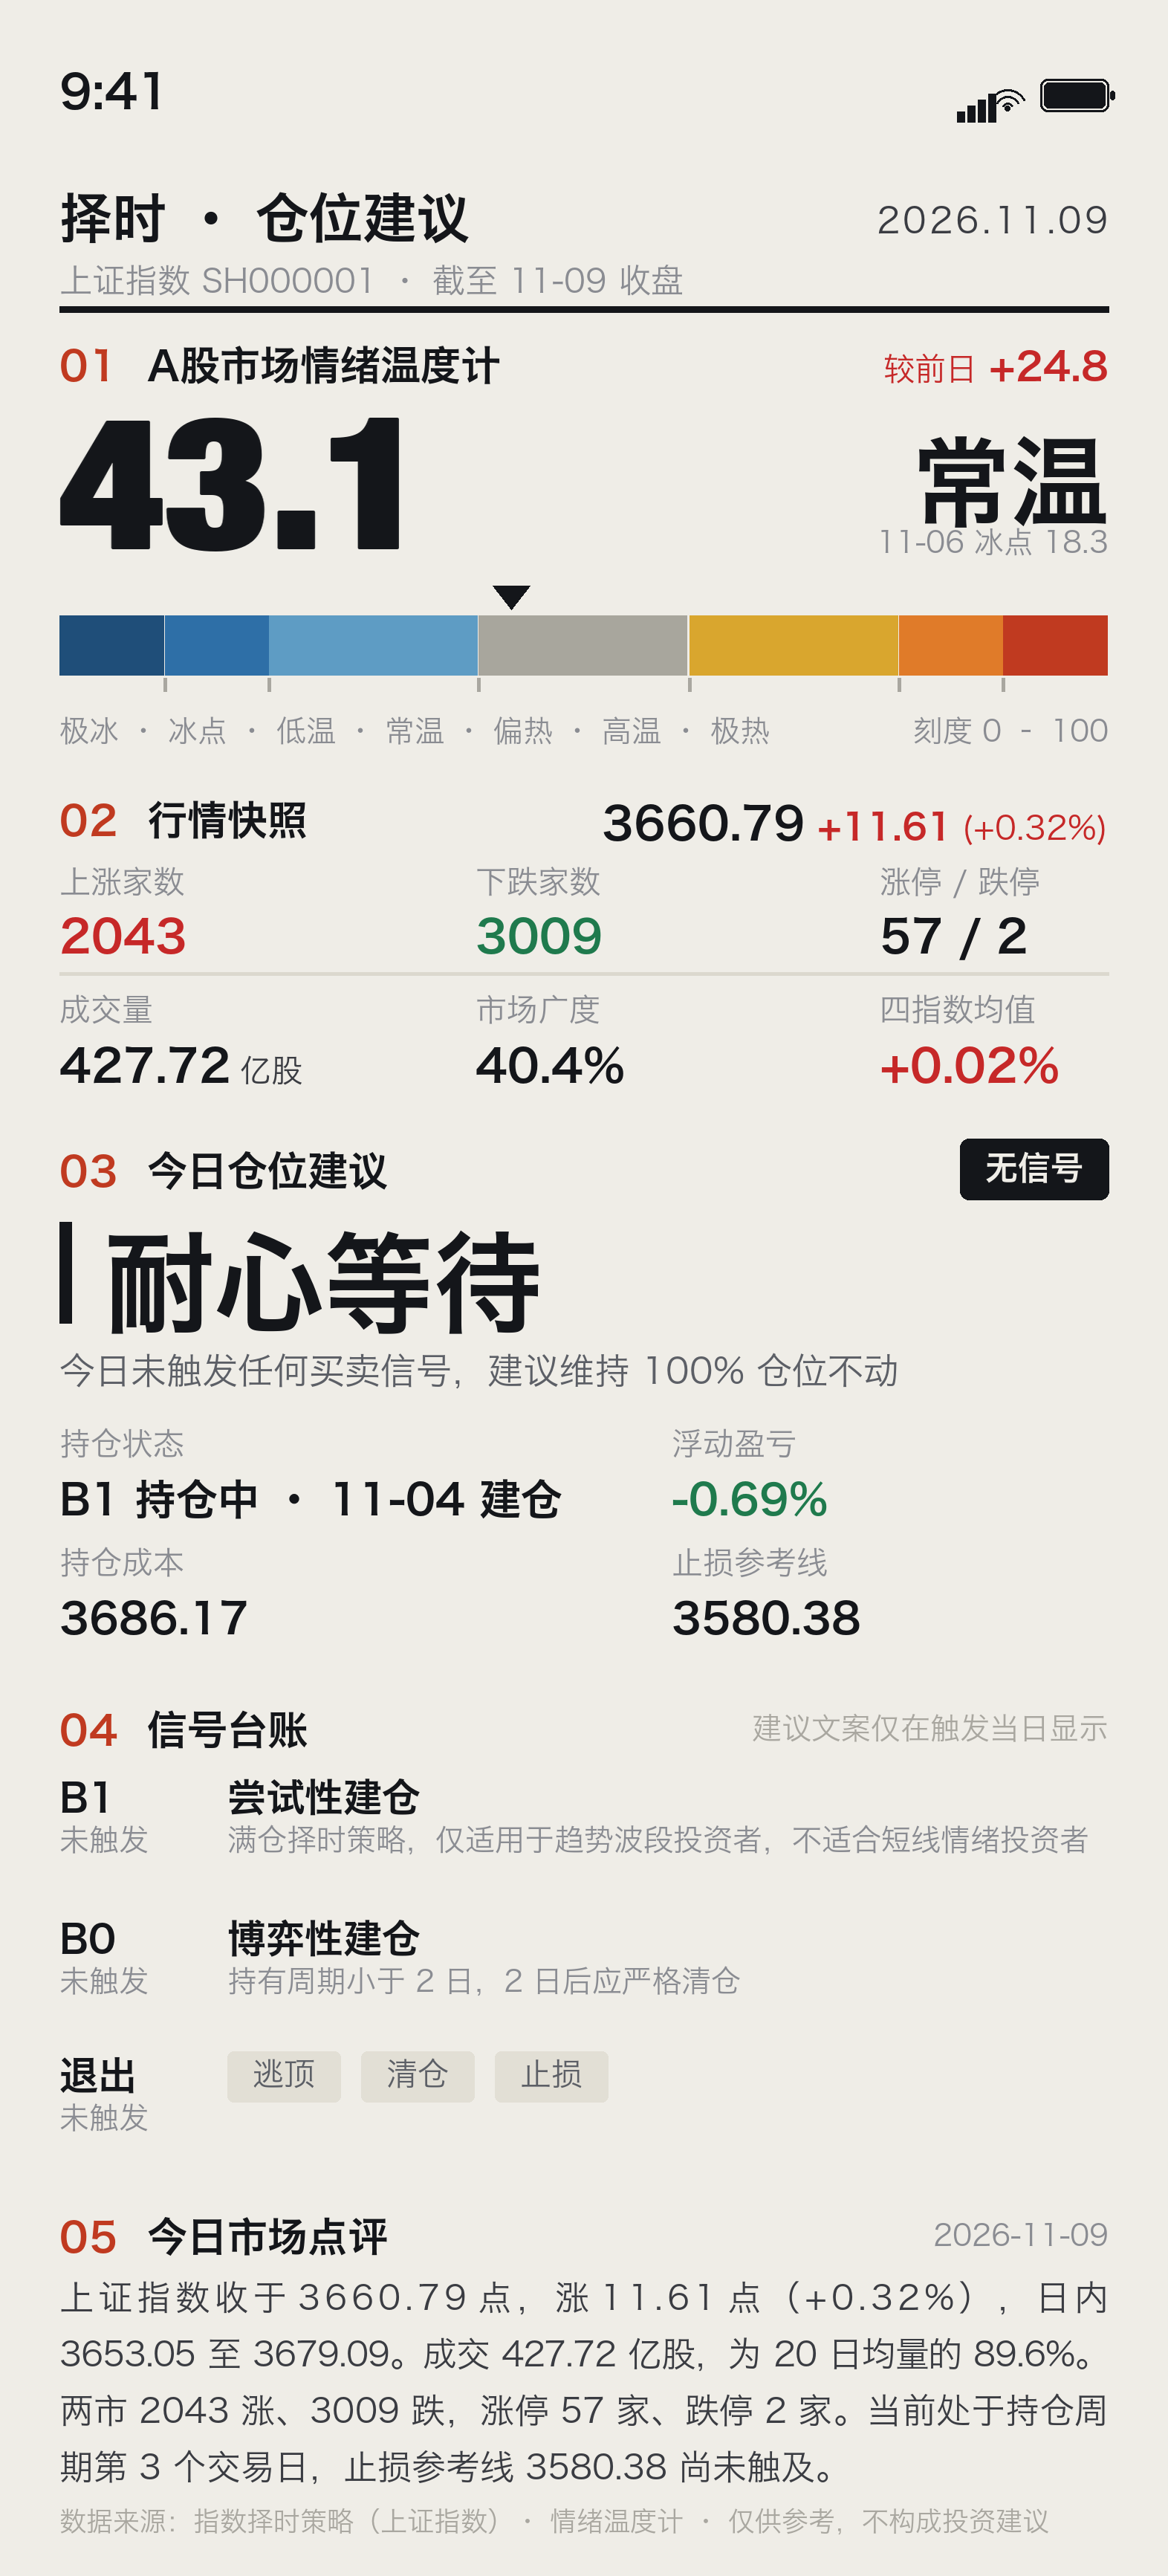 9:41
择时 · 仓位建议 2026.11.09
上证指数 SH000001 · 截至 11-09 收盘
01 A股市场情绪温度计 较前日 +24.8
43.1 常温
11-06 冰点 18.3
极冰 · 冰点 · 低温 · 常温 · 偏热 · 高温 · 极热 刻度 0 - 100
02 行情快照 3660.79 +11.61 (+0.32%)
上涨家数 下跌家数 涨停 / 跌停
2043 3009 57 / 2
成交量 市场广度 四指数均值
427.72 亿股 40.4% +0.02%
03 今日仓位建议 无信号
耐心等待
今日未触发任何买卖信号，建议维持 100% 仓位不动
持仓状态 浮动盈亏
B1 持仓中 · 11-04 建仓 -0.69%
持仓成本 止损参考线
3686.17 3580.38
04 信号台账 建议文案仅在触发当日显示
B1 尝试性建仓
未触发 满仓择时策略，仅适用于趋势波段投资者，不适合短线情绪投资者
B0 博弈性建仓
未触发 持有周期小于 2 日，2 日后应严格清仓
退出 逃顶 清仓 止损
未触发
05 今日市场点评 2026-11-09
上证指数收于 3660.79 点，涨 11.61 点（+0.32%），日内
3653.05 至 3679.09。成交 427.72 亿股，为 20 日均量的 89.6%。
两市 2043 涨、3009 跌，涨停 57 家、跌停 2 家。当前处于持仓周
期第 3 个交易日，止损参考线 3580.38 尚未触及。
数据来源：指数择时策略（上证指数）· 情绪温度计 · 仅供参考，不构成投资建议